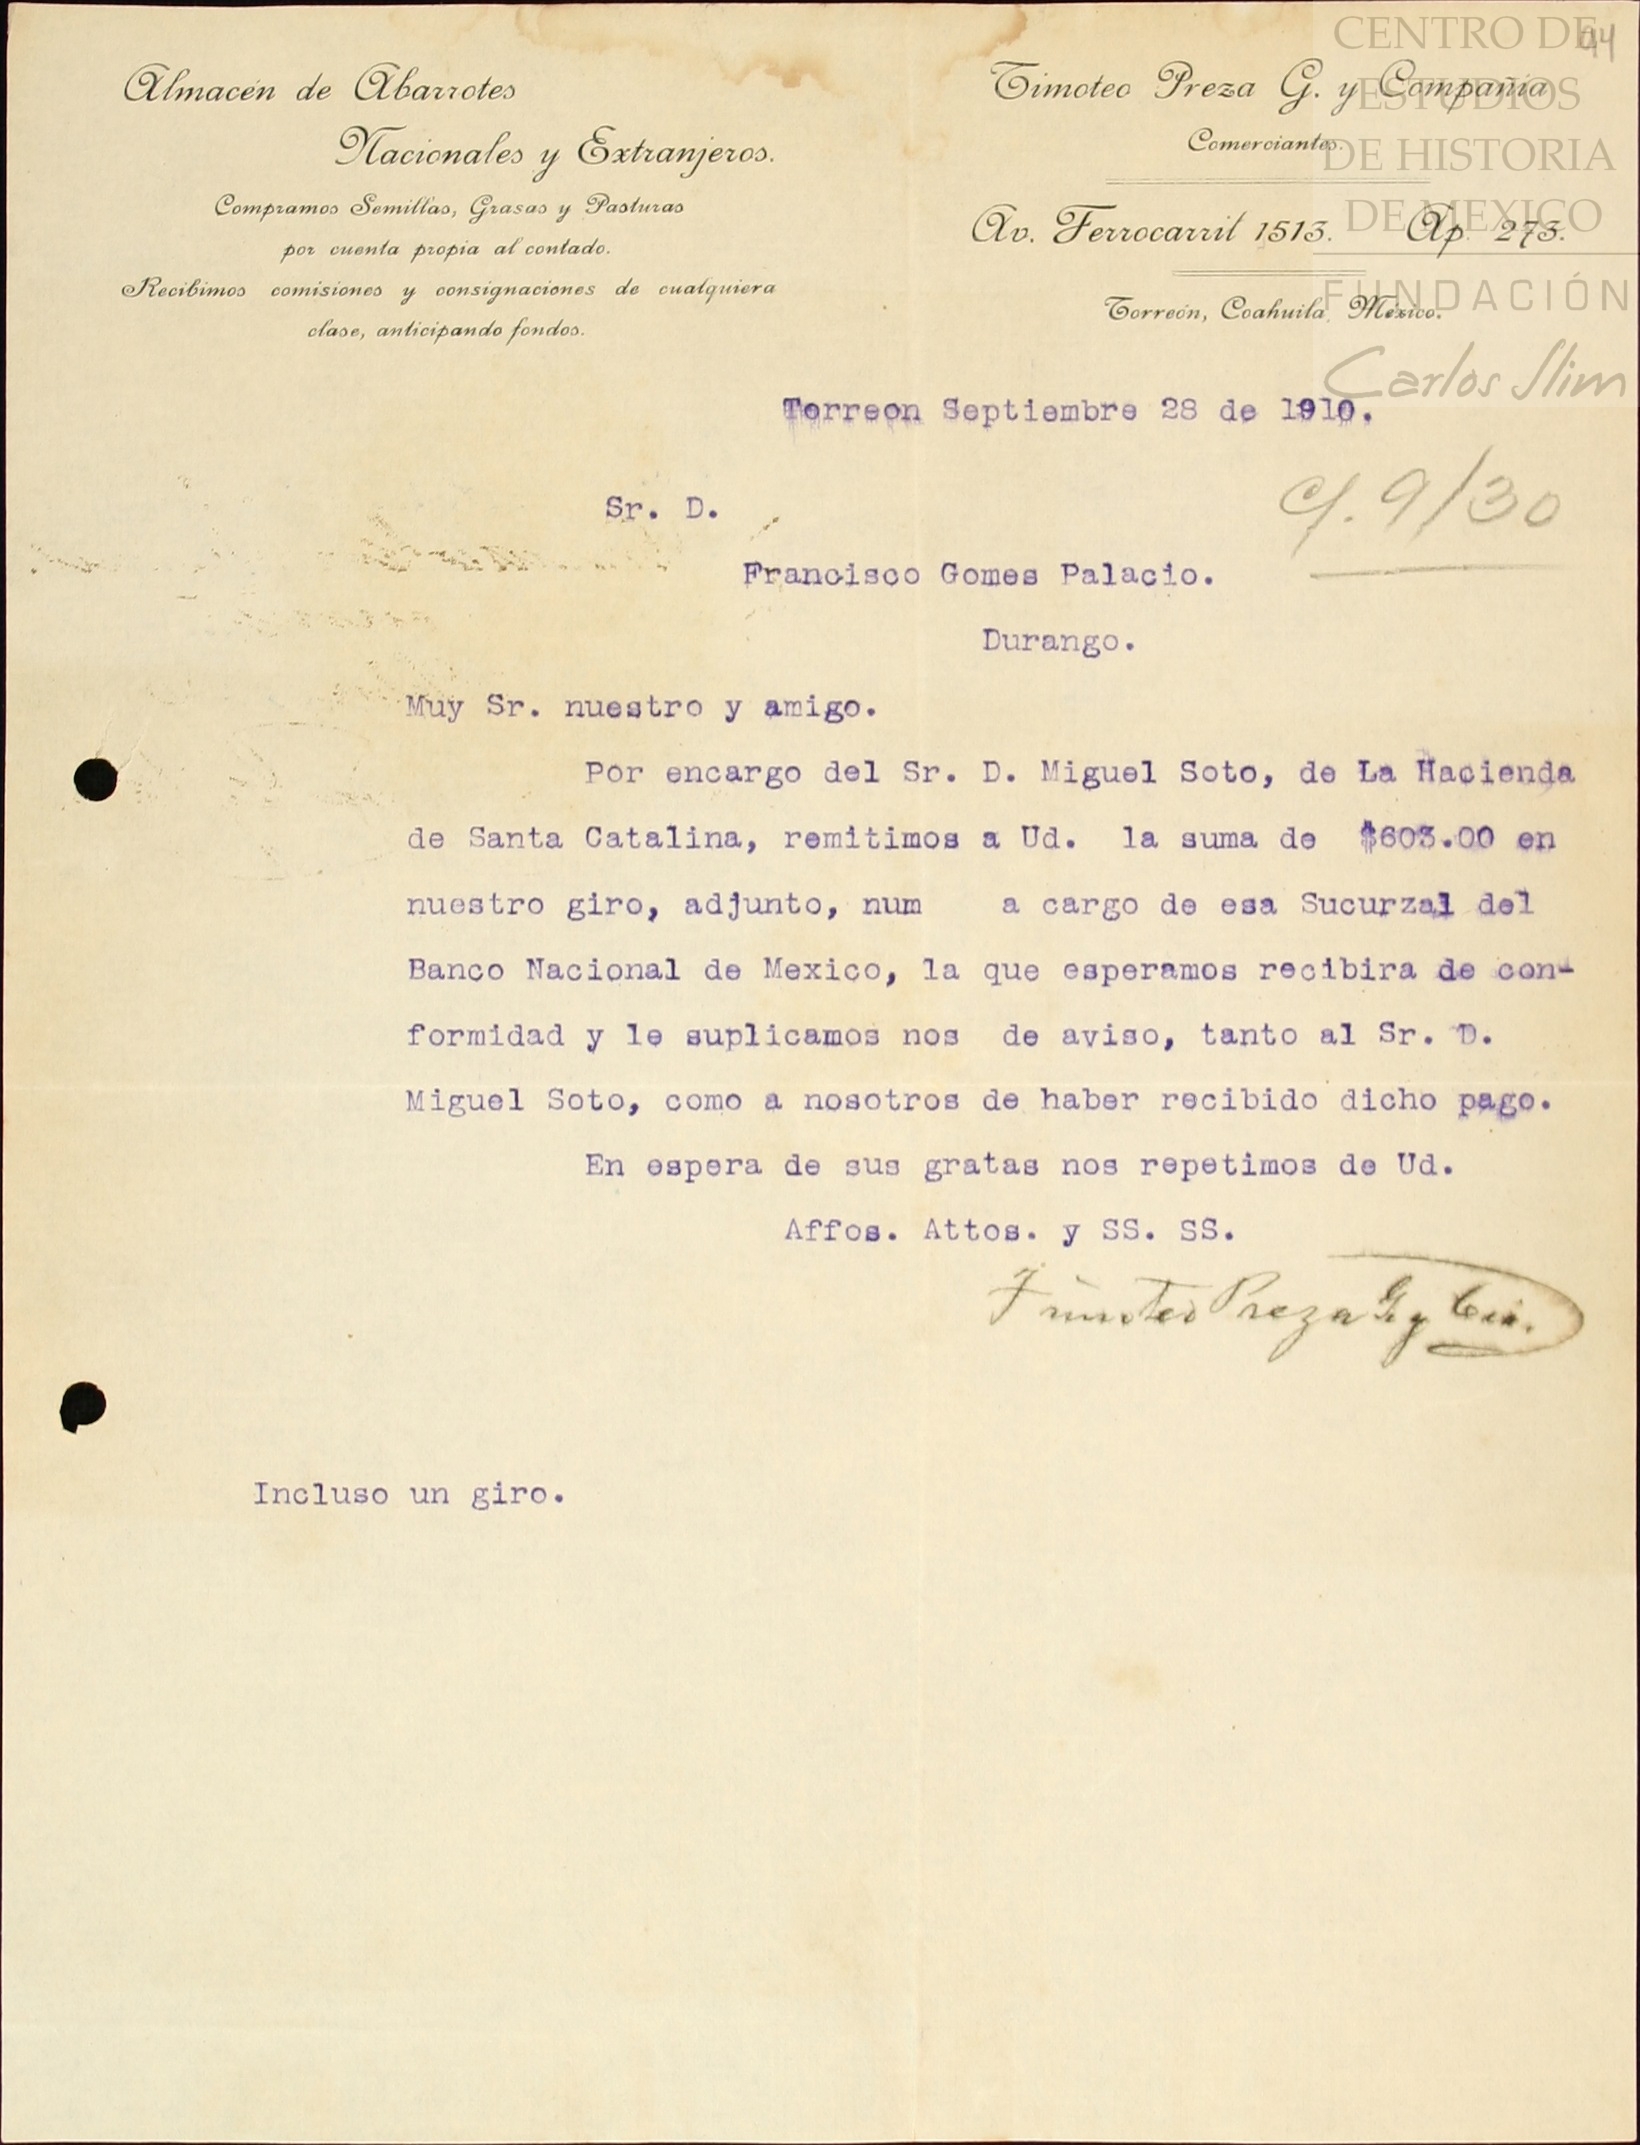 Almacén de Abarrotes
Nacionales y Extranjeros.
Compramos Semillas, Grasas y Pasturas
por cuenta propia al contado.
Recibimos comisiones y consignaciones de cualquiera
clase, anticipando fondos.
Timoteo Preza G. y Compañía
Comerciantes.
Av. Ferrocarril 1513. Ap. 273.
Torreón, Coahuila, México.
CENTRO DE
ESTUDIOS
DE HISTORIA
DE MEXICO
FUNDACIÓN
Carlos Slim
Torreon Septiembre 28 de 1910.
c/. 9/30
Sr. D.
Francisco Gomes Palacio.
Durango.
Muy Sr. nuestro y amigo.
Por encargo del Sr. D. Miguel Soto, de La Hacienda
de Santa Catalina, remitimos a Ud. la suma de $603.00 en
nuestro giro, adjunto, num a cargo de esa Sucurzal del
Banco Nacional de Mexico, la que esperamos recibira de con-
formidad y le suplicamos nos de aviso, tanto al Sr. D.
Miguel Soto, como a nosotros de haber recibido dicho pago.
En espera de sus gratas nos repetimos de Ud.
Affos. Attos. y SS. SS.
Timoteo Preza G. y Cia.
Incluso un giro.